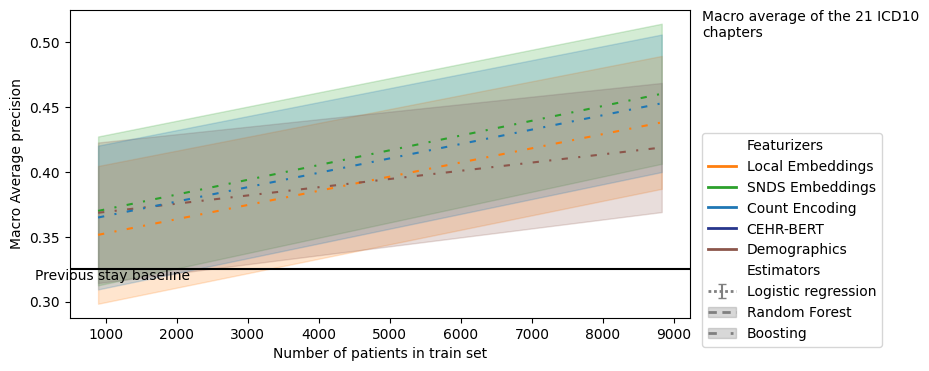 Macro average of the 21 ICD10
chapters
Macro Average precision
0.50
0.45
0.40
0.35
0.30
Previous stay baseline
1000 2000 3000 4000 5000 6000 7000 8000 9000
Number of patients in train set
Featurizers
Local Embeddings
SNDS Embeddings
Count Encoding
CEHR-BERT
Demographics
Estimators
Logistic regression
Random Forest
Boosting